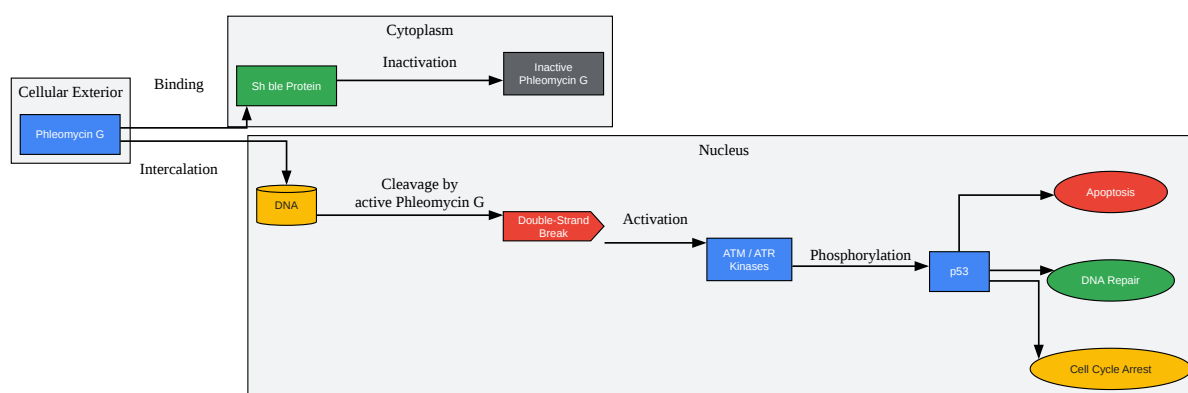 Cytoplasm
Inactivation
Sh ble Protein
Inactive
Phleomycin G
Cellular Exterior
Binding
Phleomycin G
Intercalation
Nucleus
DNA
Cleavage by
active Phleomycin G
Double-Strand
Break
Activation
ATM / ATR
Kinases
Phosphorylation
p53
Apoptosis
DNA Repair
Cell Cycle Arrest